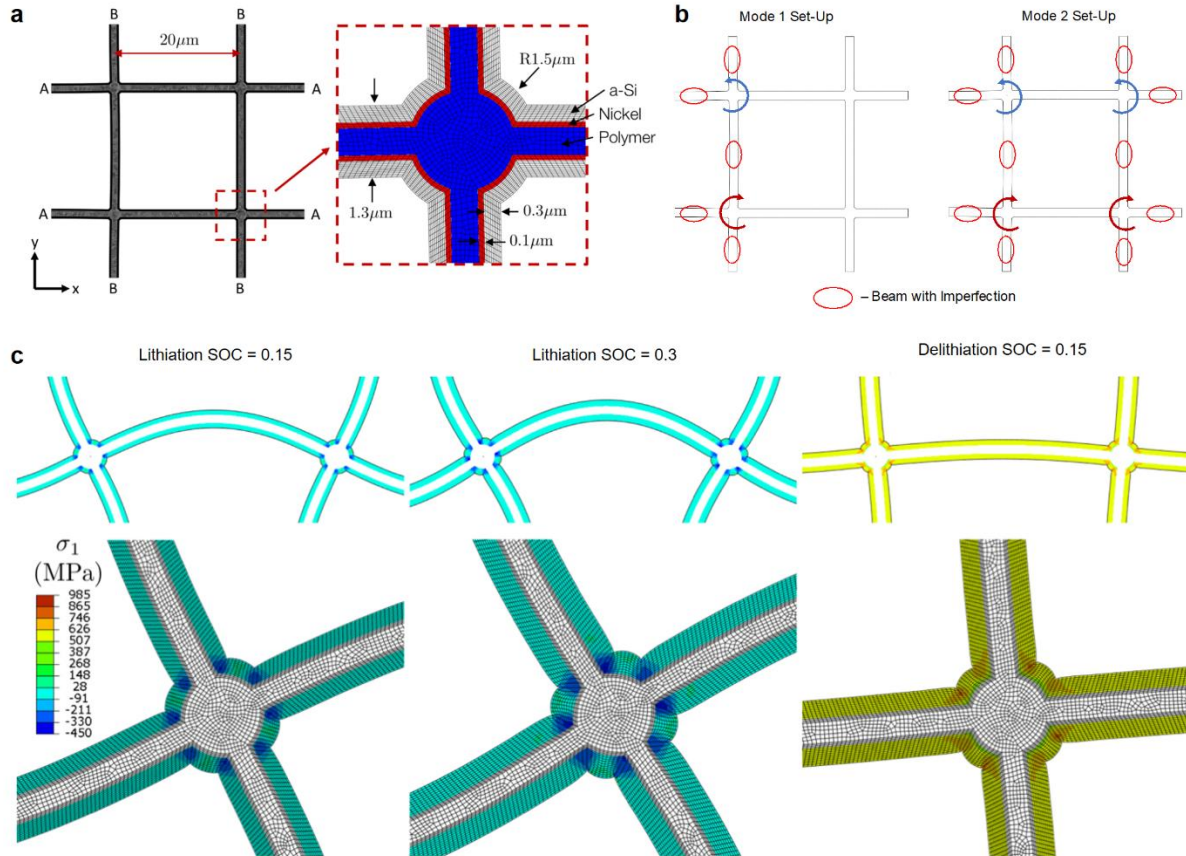 a
B B
20μm
A A
A A
B B
y
x
R1.5μm
a-Si
Nickel
Polymer
1.3μm
0.3μm
0.1μm
b
Mode 1 Set-Up
Mode 2 Set-Up
– Beam with Imperfection
c
Lithiation SOC = 0.15
Lithiation SOC = 0.3
Delithiation SOC = 0.15
σ₁
(MPa)
985
865
746
626
507
387
268
148
28
-91
-211
-330
-450